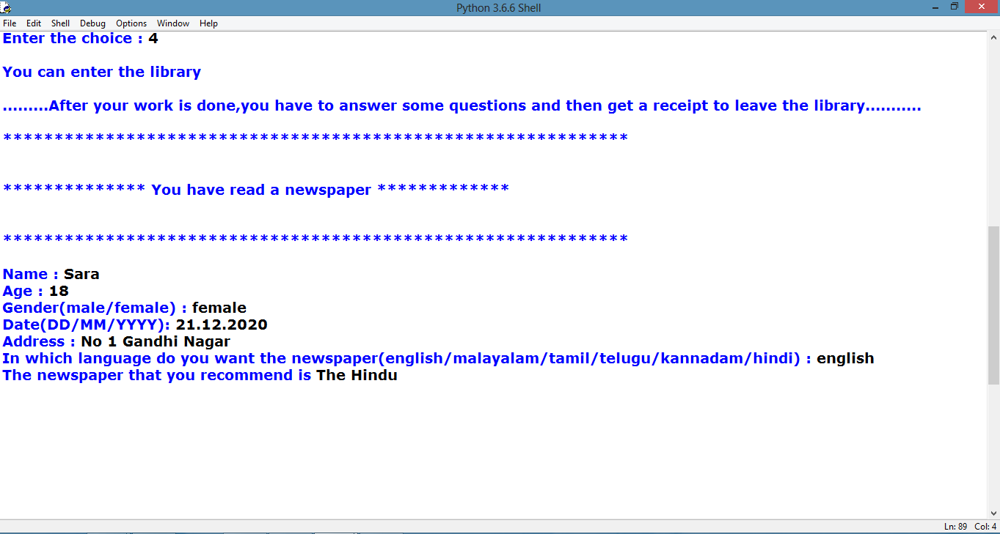 Python 3.6.6 Shell
File Edit Shell Debug Options Window Help
Enter the choice : 4
You can enter the library
.........After your work is done,you have to answer some questions and then get a receipt to leave the library...........
*************************************************************
************** You have read a newspaper *************
*************************************************************
Name : Sara
Age : 18
Gender(male/female) : female
Date(DD/MM/YYYY): 21.12.2020
Address : No 1 Gandhi Nagar
In which language do you want the newspaper(english/malayalam/tamil/telugu/kannadam/hindi) : english
The newspaper that you recommend is The Hindu
Ln: 89 Col: 4